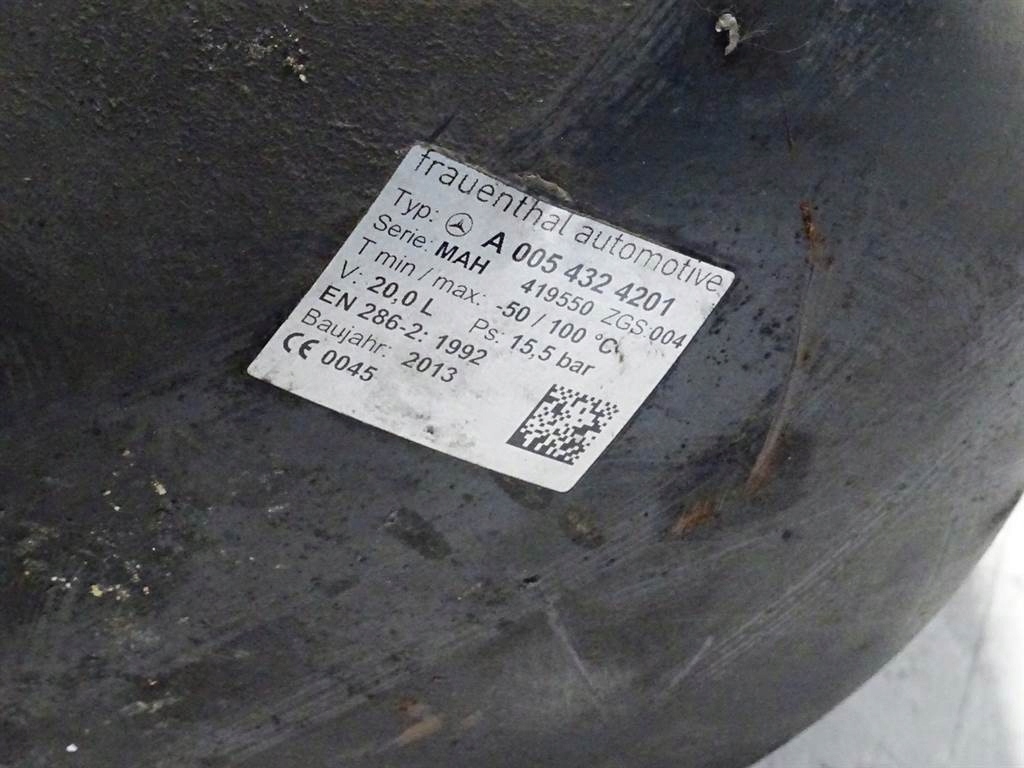 frauenthal automotive
Typ: A 005 432 4201
Serie: MAH 419550 ZGS:004
T min / max: -50 / 100 °C
V: 20,0 L Ps: 15,5 bar
EN 286-2: 1992
Baujahr: 2013
CE 0045